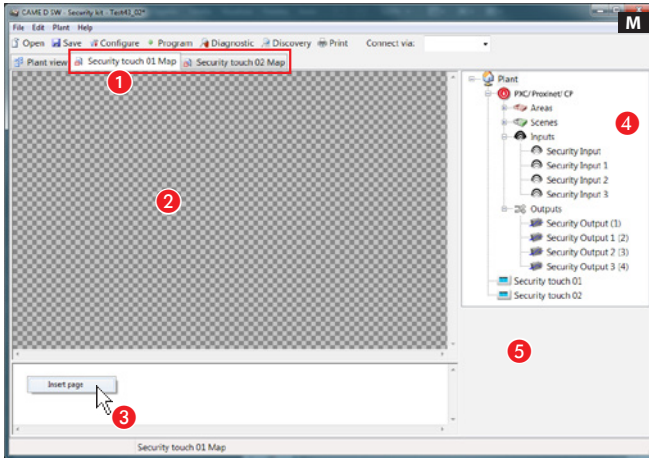 CAME D SW - Security kit - TestM3_02*
M
File Edit Plant Help
Open Save Configure Program Diagnostic Discovery Print Connect via:
Plant view Security touch 01 Map Security touch 02 Map
1
Plant
PXC/Proxinet/CP
Areas
4
Scenes
Inputs
Security Input
Security Input 1
2
Security Input 2
Security Input 3
Outputs
Security Output (1)
Security Output 1 (2)
Security Output 2 (3)
Security Output 3 (4)
Security touch 01
Security touch 02
5
Insert page
3
Security touch 01 Map